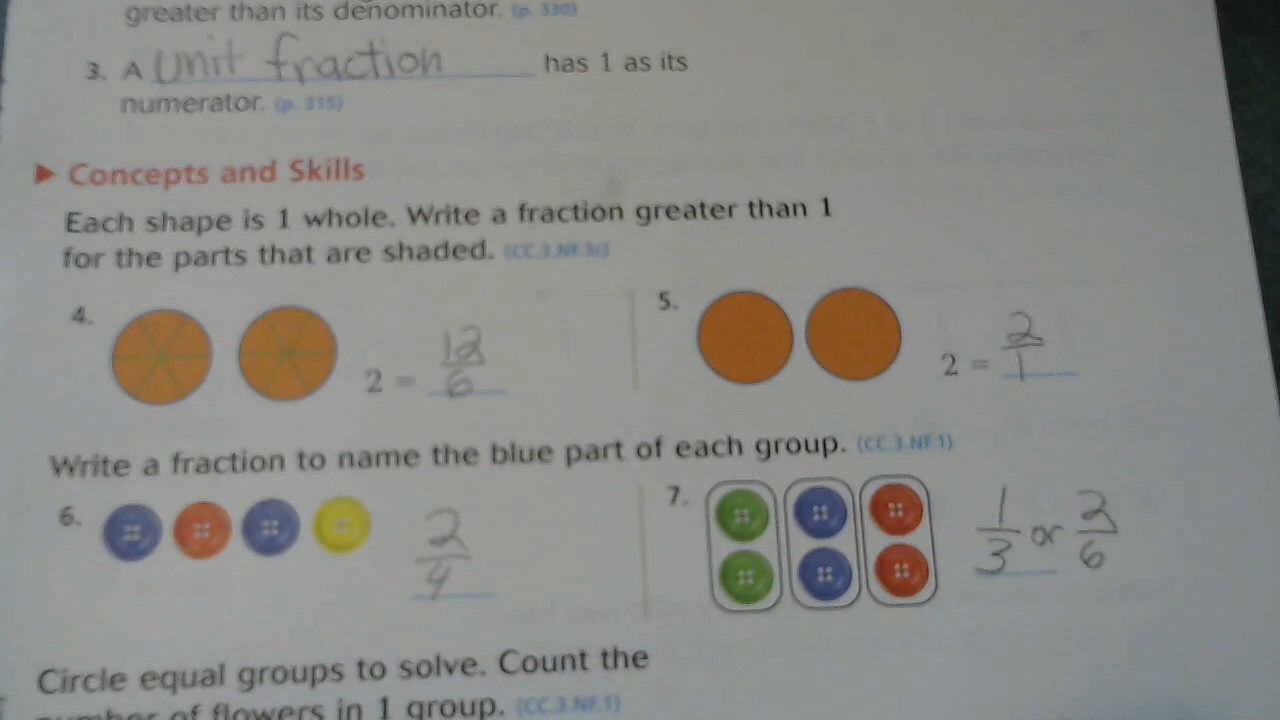 greater than its denominator. (p. 330)
3. A unit fraction has 1 as its
numerator. (p. 315)
Concepts and Skills
Each shape is 1 whole. Write a fraction greater than 1
for the parts that are shaded. (CC.3.NF.3c)
4. 2 = 12/6
5. 2 = 2/1
Write a fraction to name the blue part of each group. (CC.3.NF.1)
6. 2/4
7. 1/3 or 2/6
Circle equal groups to solve. Count the
number of flowers in 1 group. (CC.3.NF.1)